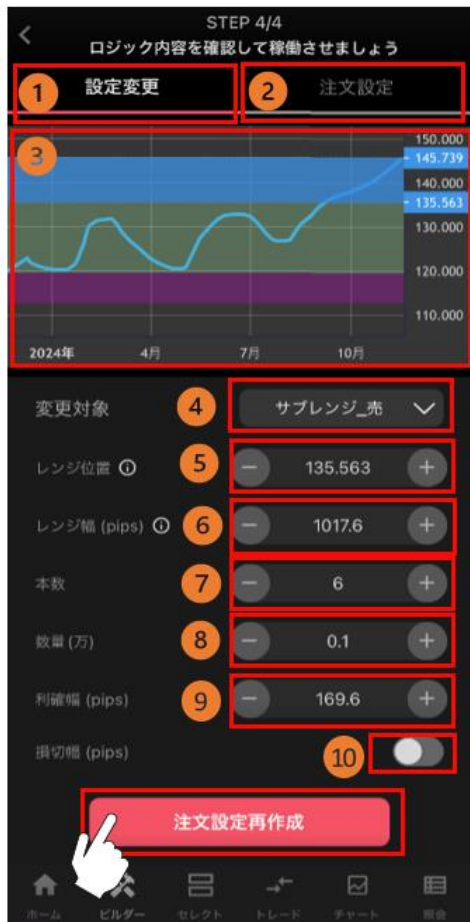 STEP 4/4
ロジック内容を確認して稼働させましょう
1 設定変更 2 注文設定
3
150.000
145.739
140.000
135.563
130.000
120.000
110.000
2024年 4月 7月 10月
変更対象 4 サブレンジ_売
レンジ位置 5 － 135.563 ＋
レンジ幅 (pips) 6 － 1017.6 ＋
本数 7 － 6 ＋
数量 (万) 8 － 0.1 ＋
利確幅 (pips) 9 － 169.6 ＋
損切幅 (pips) 10
注文設定再作成
ホーム ビルダー セレクト トレード チャート 照会